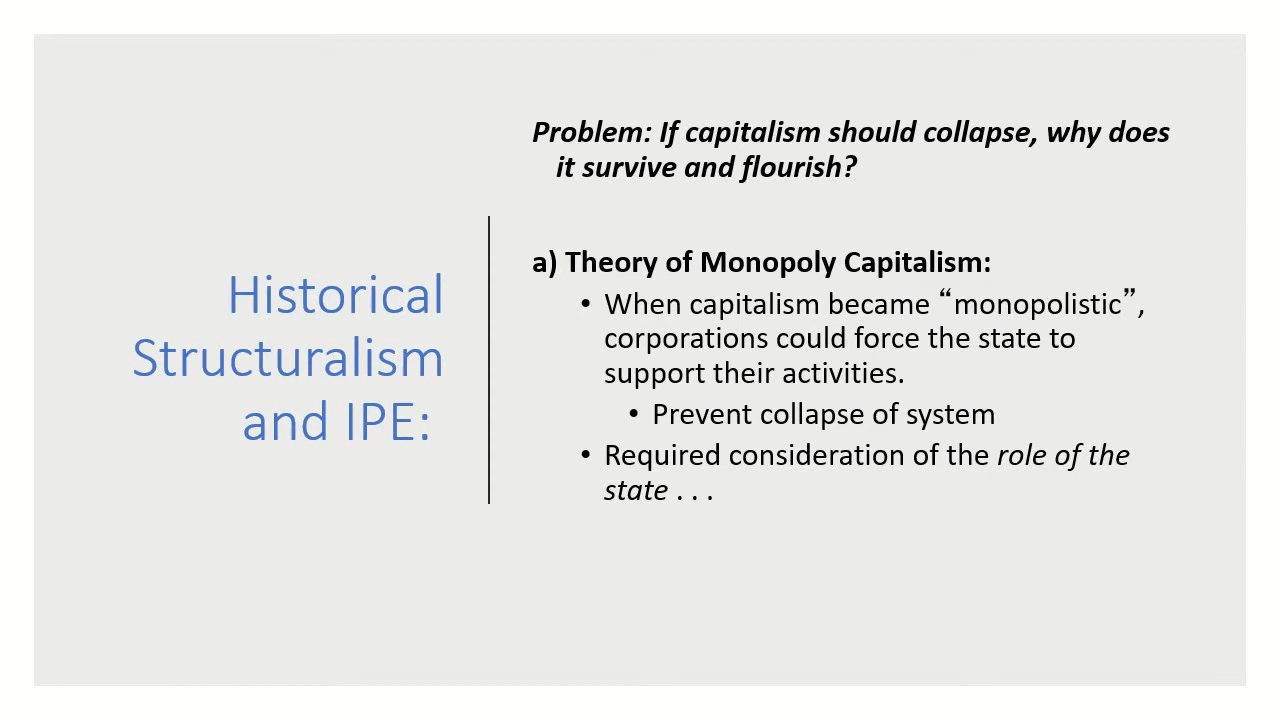 Historical
Structuralism
and IPE:
Problem: If capitalism should collapse, why does
it survive and flourish?
a) Theory of Monopoly Capitalism:
• When capitalism became “monopolistic”,
corporations could force the state to
support their activities.
• Prevent collapse of system
• Required consideration of the role of the
state . . .